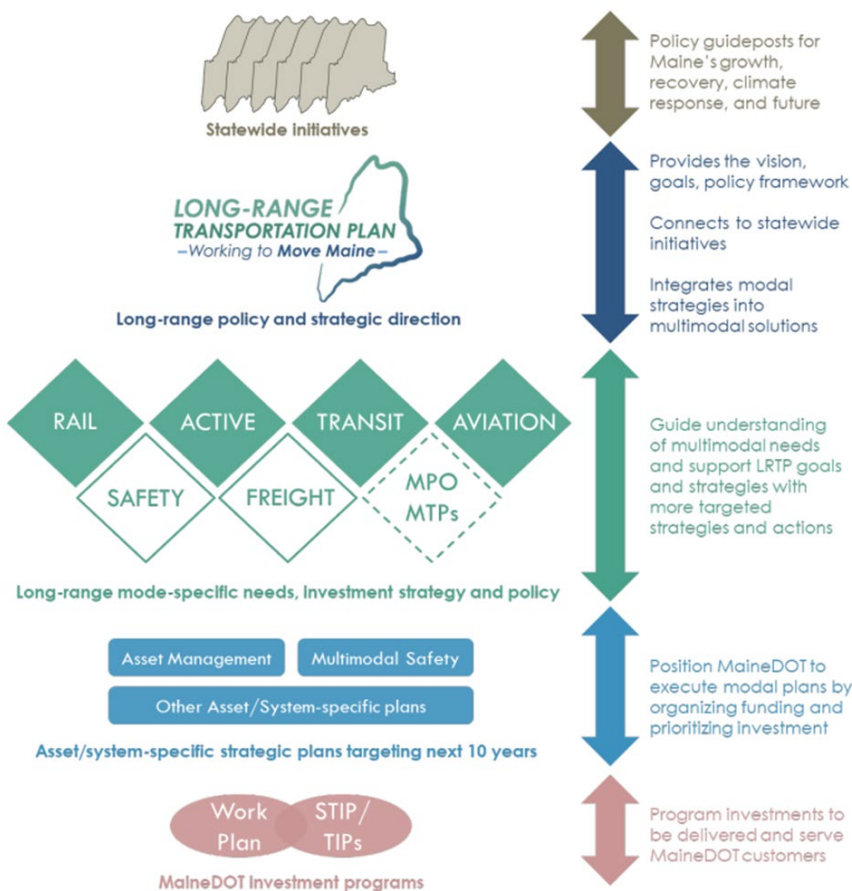 Statewide initiatives
Policy guideposts for
Maine's growth,
recovery, climate
response, and future
LONG-RANGE
TRANSPORTATION PLAN
–Working to Move Maine–
Long-range policy and strategic direction
Provides the vision,
goals, policy framework
Connects to statewide
initiatives
Integrates modal
strategies into
multimodal solutions
RAIL
ACTIVE
TRANSIT
AVIATION
SAFETY
FREIGHT
MPO
MTPs
Long-range mode-specific needs, investment strategy and policy
Guide understanding
of multimodal needs
and support LRTP goals
and strategies with
more targeted
strategies and actions
Asset Management
Multimodal Safety
Other Asset/System-specific plans
Asset/system-specific strategic plans targeting next 10 years
Position MaineDOT to
execute modal plans by
organizing funding and
prioritizing investment
Work
Plan
STIP/
TIPs
MaineDOT Investment programs
Program investments to
be delivered and serve
MaineDOT customers